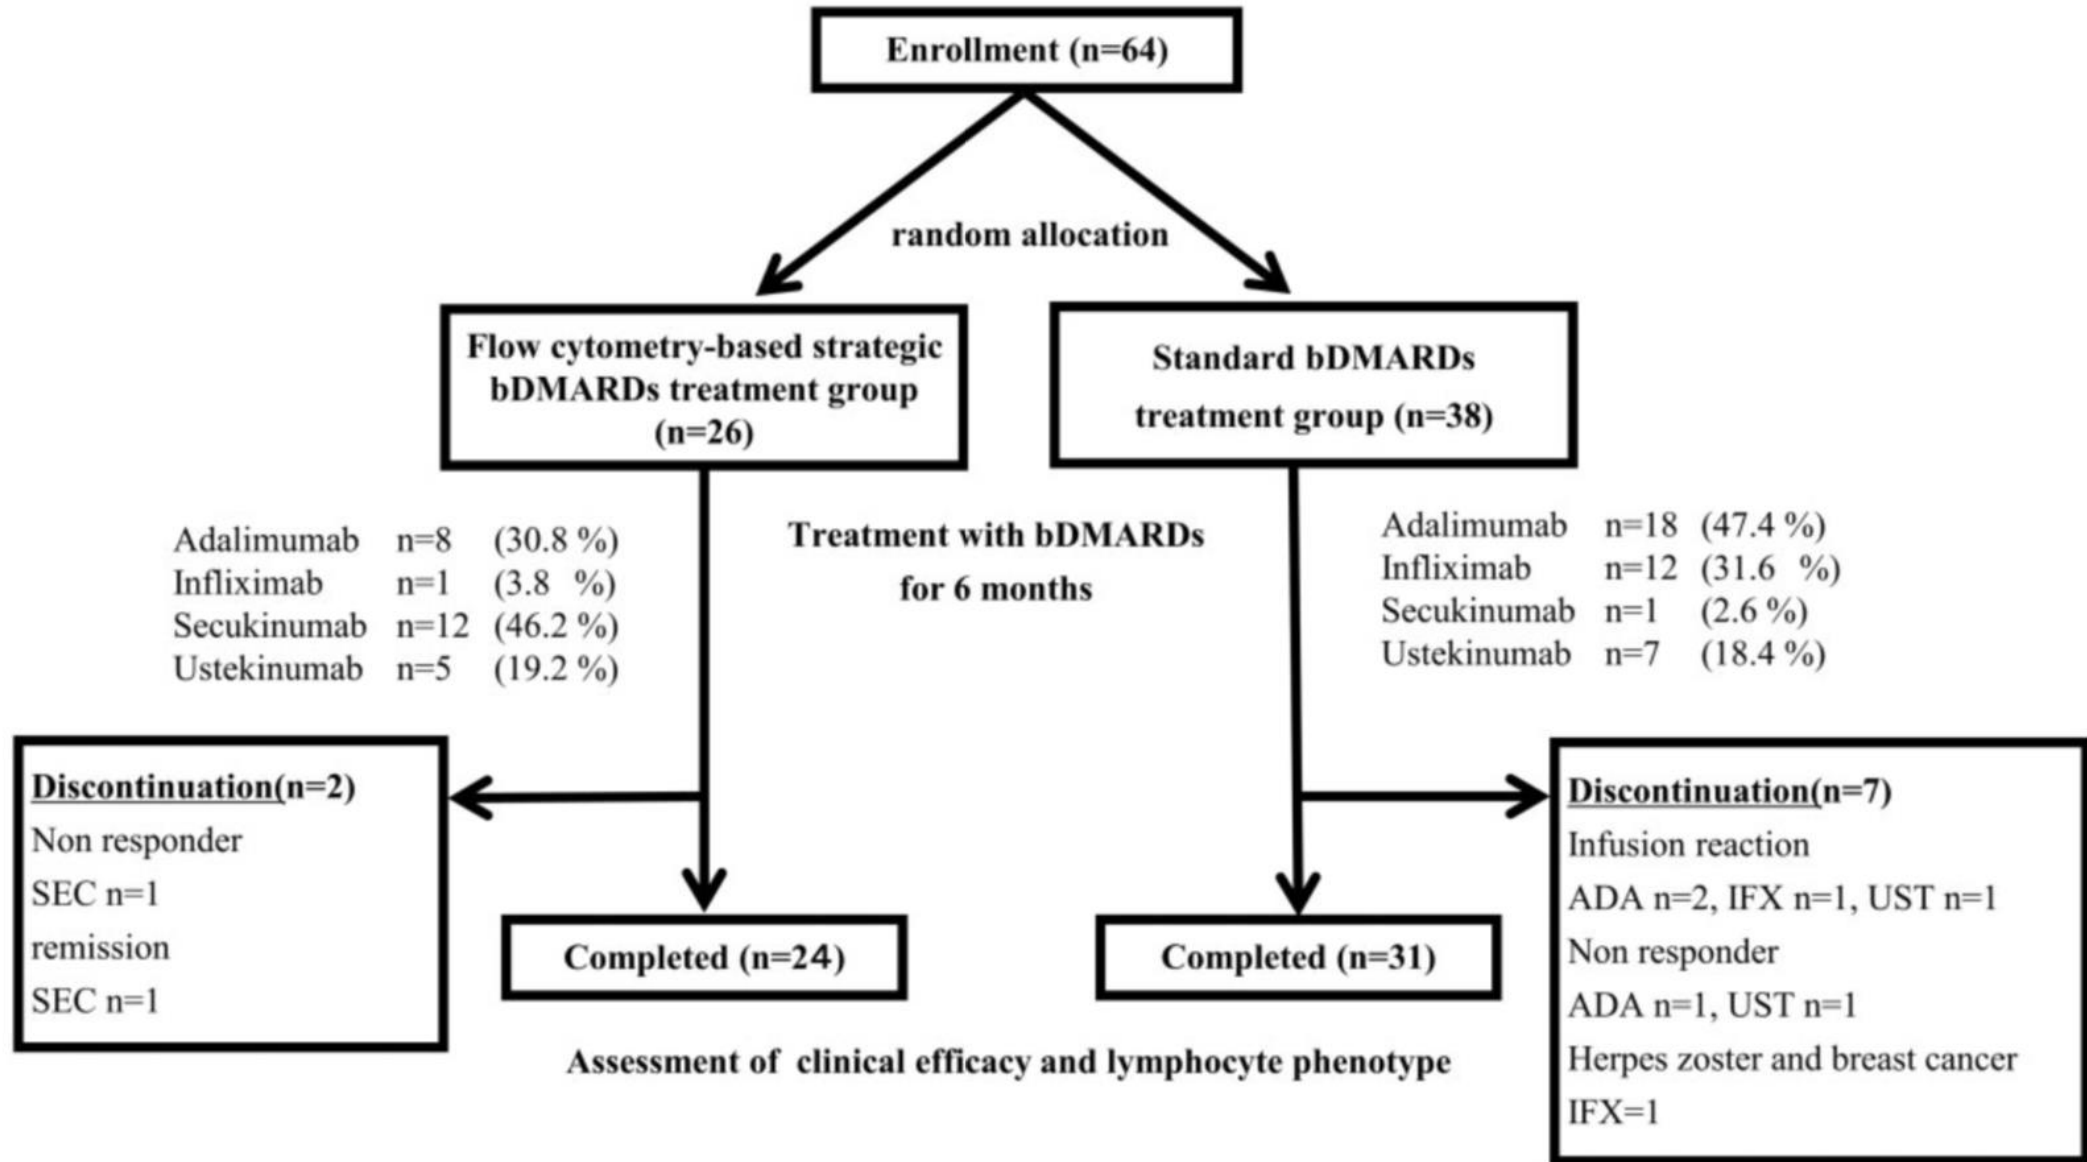 Enrollment (n=64)
random allocation
Flow cytometry-based strategic
bDMARDs treatment group
(n=26)
Standard bDMARDs
treatment group (n=38)
Adalimumab n=8 (30.8 %)
Infliximab n=1 (3.8 %)
Secukinumab n=12 (46.2 %)
Ustekinumab n=5 (19.2 %)
Treatment with bDMARDs
for 6 months
Adalimumab n=18 (47.4 %)
Infliximab n=12 (31.6 %)
Secukinumab n=1 (2.6 %)
Ustekinumab n=7 (18.4 %)
Discontinuation(n=2)
Non responder
SEC n=1
remission
SEC n=1
Completed (n=24)
Completed (n=31)
Discontinuation(n=7)
Infusion reaction
ADA n=2, IFX n=1, UST n=1
Non responder
ADA n=1, UST n=1
Herpes zoster and breast cancer
IFX=1
Assessment of clinical efficacy and lymphocyte phenotype